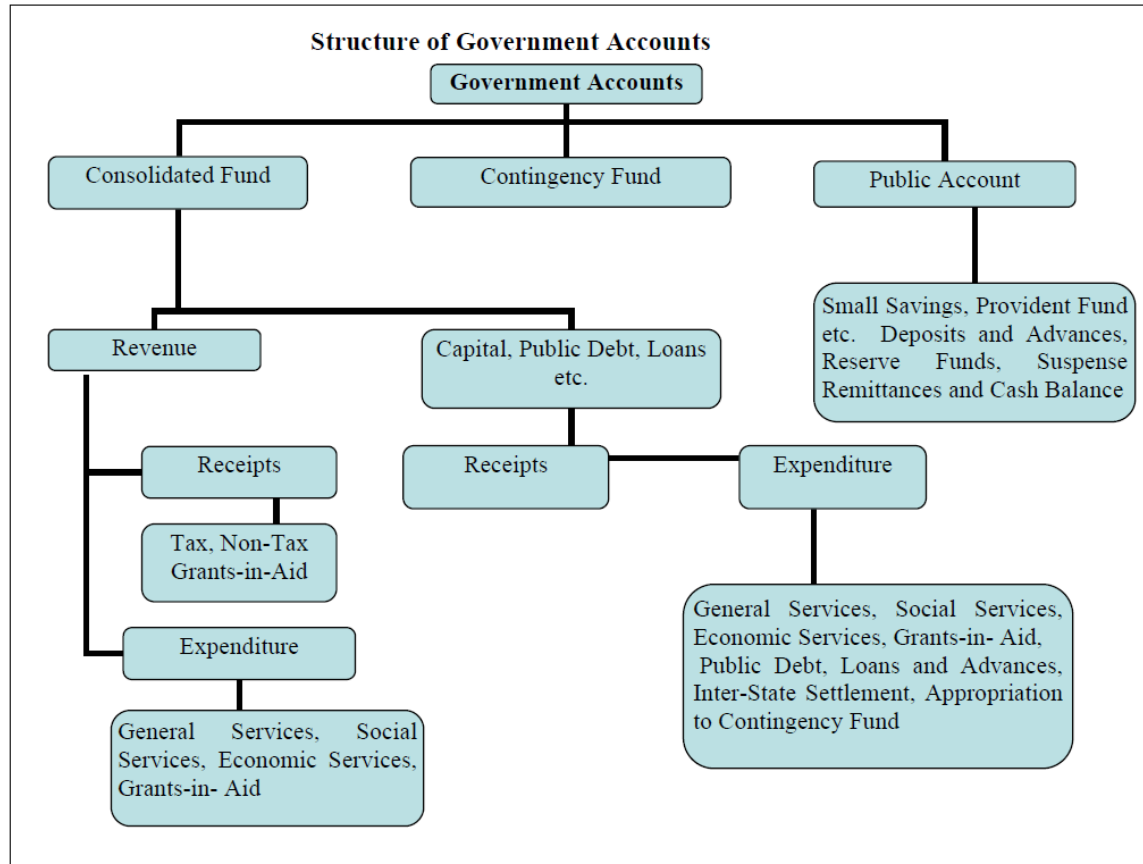 Structure of Government Accounts
Government Accounts
Consolidated Fund
Contingency Fund
Public Account
Small Savings, Provident Fund
etc. Deposits and Advances,
Reserve Funds, Suspense
Remittances and Cash Balance
Revenue
Capital, Public Debt, Loans
etc.
Receipts
Tax, Non-Tax
Grants-in-Aid
Expenditure
General Services, Social
Services, Economic Services,
Grants-in- Aid
Receipts
Expenditure
General Services, Social Services,
Economic Services, Grants-in- Aid,
Public Debt, Loans and Advances,
Inter-State Settlement, Appropriation
to Contingency Fund